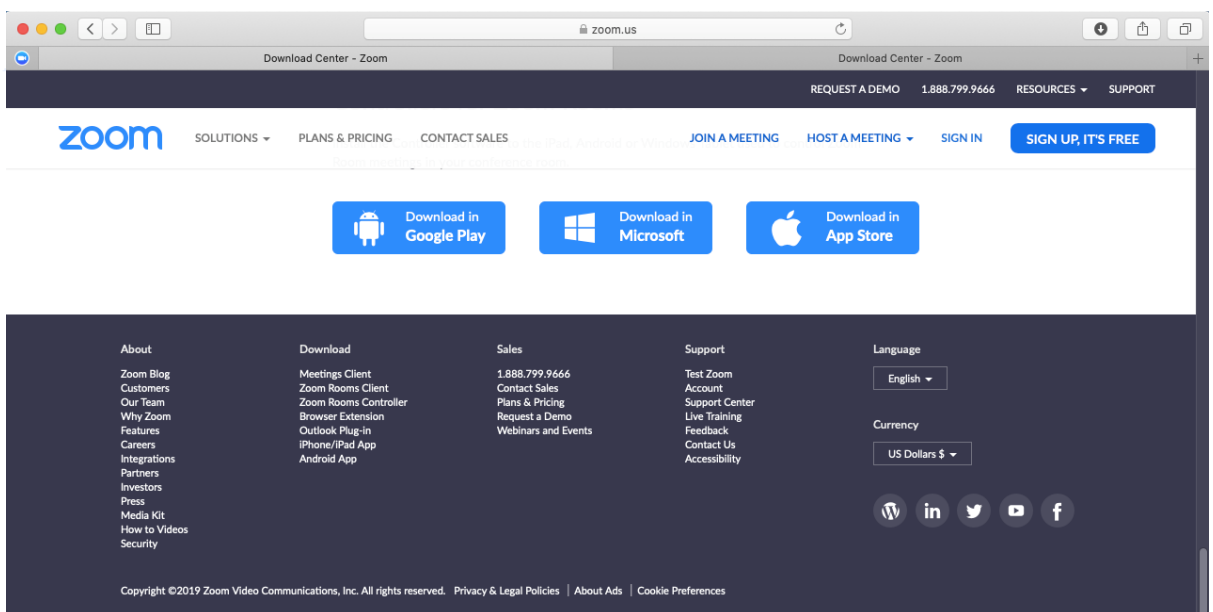 zoom.us
Download Center - Zoom
Download Center - Zoom
REQUEST A DEMO 1.888.799.9666 RESOURCES SUPPORT
zoom SOLUTIONS PLANS & PRICING CONTACT SALES JOIN A MEETING HOST A MEETING SIGN IN SIGN UP, IT'S FREE
Download in
Google Play
Download in
Microsoft
Download in
App Store
About
Zoom Blog
Customers
Our Team
Why Zoom
Features
Careers
Integrations
Partners
Investors
Press
Media Kit
How to Videos
Security
Download
Meetings Client
Zoom Rooms Client
Zoom Rooms Controller
Browser Extension
Outlook Plug-in
iPhone/iPad App
Android App
Sales
1.888.799.9666
Contact Sales
Plans & Pricing
Request a Demo
Webinars and Events
Support
Test Zoom
Account
Support Center
Live Training
Feedback
Contact Us
Accessibility
Language
English
Currency
US Dollars $
in
f
Copyright ©2019 Zoom Video Communications, Inc. All rights reserved. Privacy & Legal Policies | About Ads | Cookie Preferences